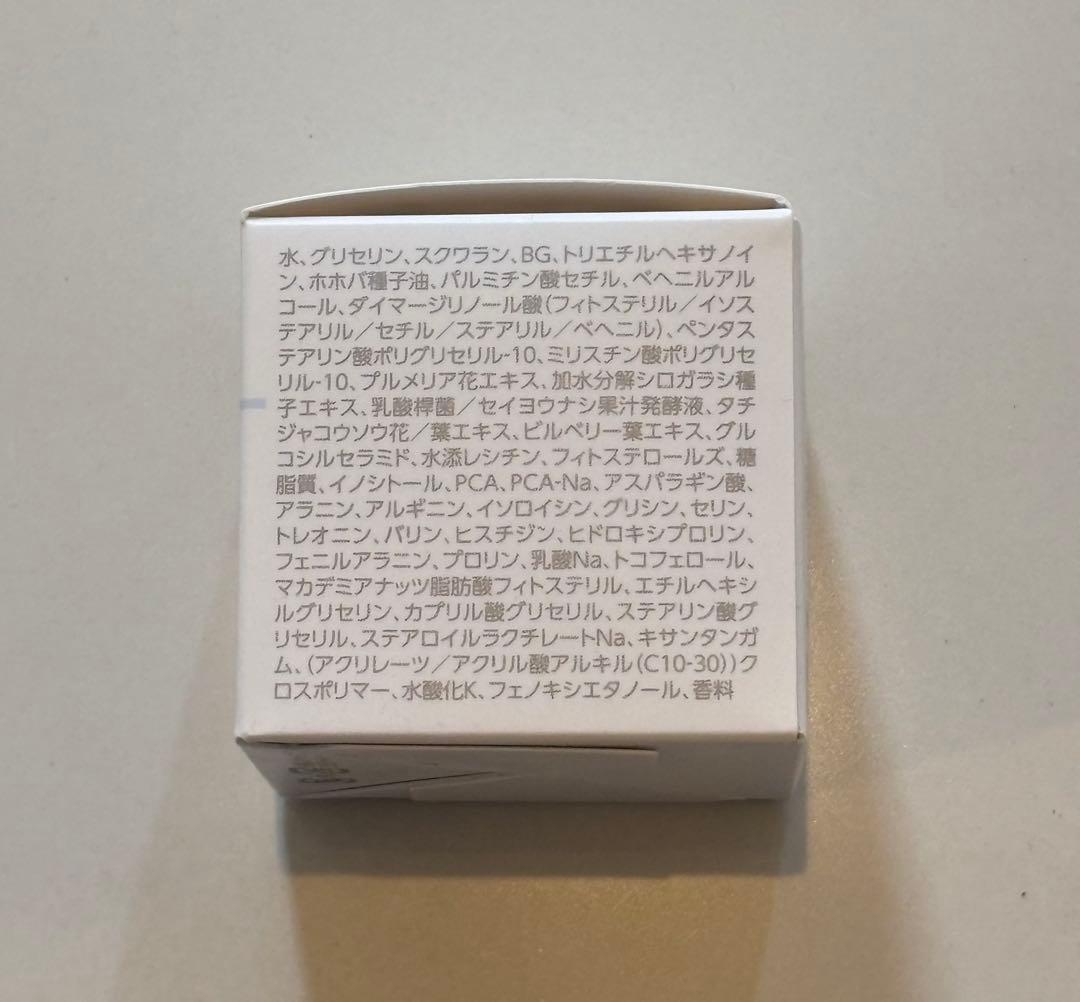 水、グリセリン、スクワラン、BG、トリエチルヘキサノイ
ン、ホホバ種子油、パルミチン酸セチル、ベヘニルアル
コール、ダイマージリノール酸(フィトステリル/イソス
テアリル/セチル/ステアリル/ベヘニル)、ペンタス
テアリン酸ポリグリセリル-10、ミリスチン酸ポリグリセ
リル-10、プルメリア花エキス、加水分解シロガラシ種
子エキス、乳酸桿菌/セイヨウナシ果汁発酵液、タチ
ジャコウソウ花/葉エキス、ビルベリー葉エキス、グル
コシルセラミド、水添レシチン、フィトステロールズ、糖
脂質、イノシトール、PCA、PCA-Na、アスパラギン酸、
アラニン、アルギニン、イソロイシン、グリシン、セリン、
トレオニン、バリン、ヒスチジン、ヒドロキシプロリン、
フェニルアラニン、プロリン、乳酸Na、トコフェロール、
マカデミアナッツ脂肪酸フィトステリル、エチルヘキシ
ルグリセリン、カプリル酸グリセリル、ステアリン酸グ
リセリル、ステアロイルラクチレートNa、キサンタンガ
ム、(アクリレーツ/アクリル酸アルキル(C10-30))ク
ロスポリマー、水酸化K、フェノキシエタノール、香料